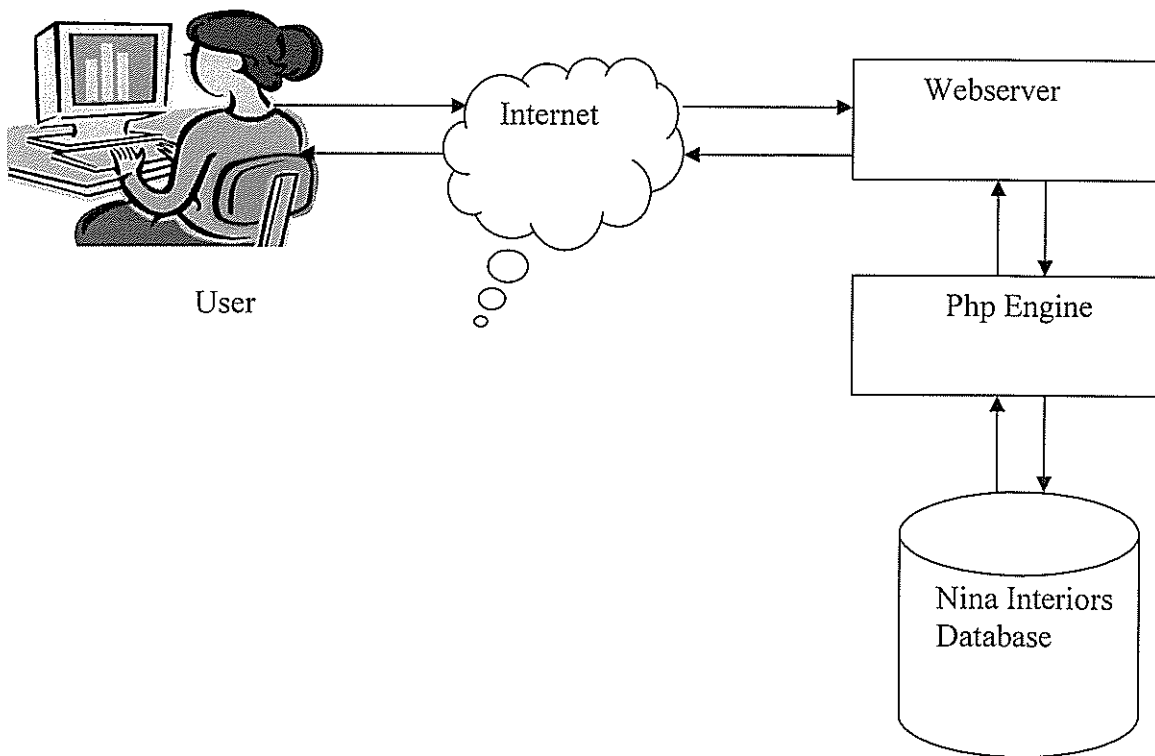 Internet
Webserver
User
Php Engine
Nina Interiors
Database